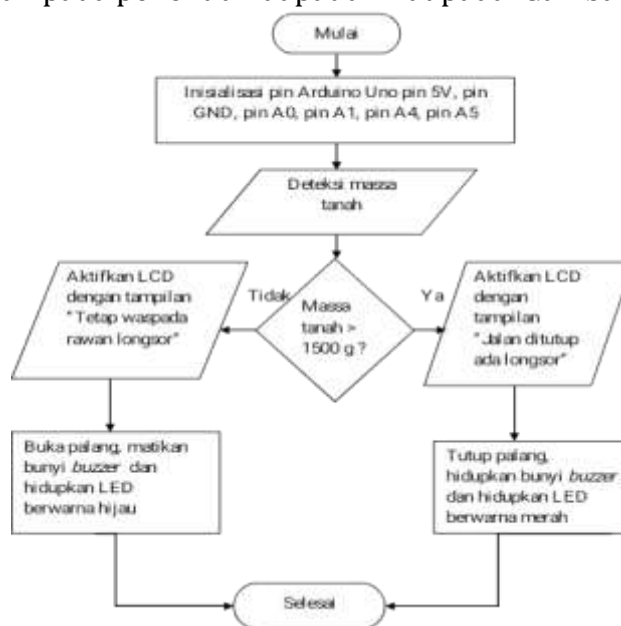 Mulai
Inisialisasi pin Arduino Uno pin 5V, pin
GND, pin A0, pin A1, pin A4, pin A5
Deteksi massa
tanah
Aktifkan LCD
dengan tampilan
"Tetap waspada
rawan longsor"
Tidak
Massa
tanah >
1500 g ?
Ya
Aktifkan LCD
dengan
tampilan
"Jalan ditutup
ada longsor"
Buka palang, matikan
bunyi buzzer dan
hidupkan LED
berwarna hijau
Tutup palang,
hidupkan bunyi buzzer
dan hidupkan LED
berwarna merah
Selesai